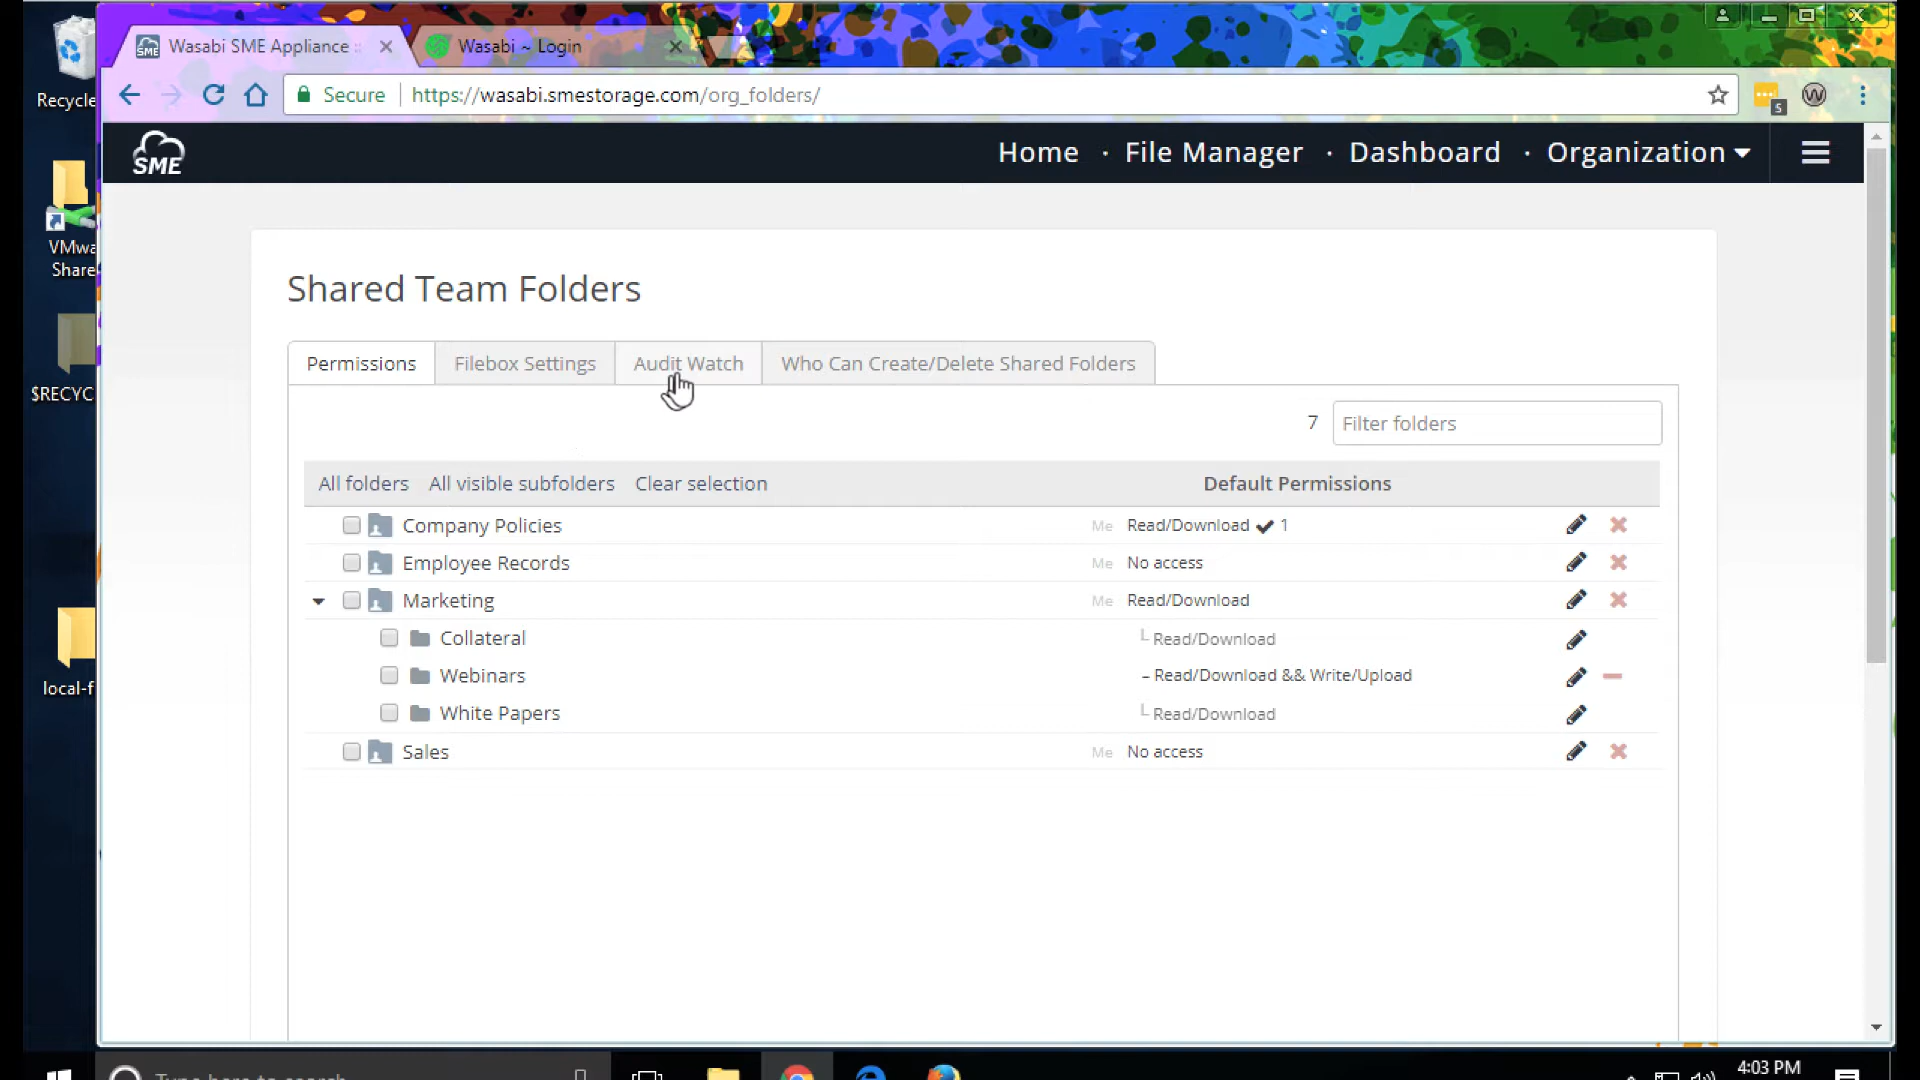 Wasabi SME Appliance
Wasabi ~ Login
Recycle
Secure
https://wasabi.smestorage.com/org_folders/
5
W
SME
Home · File Manager · Dashboard · Organization
VMwa
Share
Shared Team Folders
Permissions
Filebox Settings
Audit Watch
Who Can Create/Delete Shared Folders
$RECYC
7
Filter folders
All folders
All visible subfolders
Clear selection
Default Permissions
Company Policies
Me Read/Download 1
Employee Records
Me No access
Marketing
Me Read/Download
Collateral
Read/Download
Webinars
– Read/Download && Write/Upload
White Papers
Read/Download
Sales
Me No access
local-f
Type here to search
4:03 PM